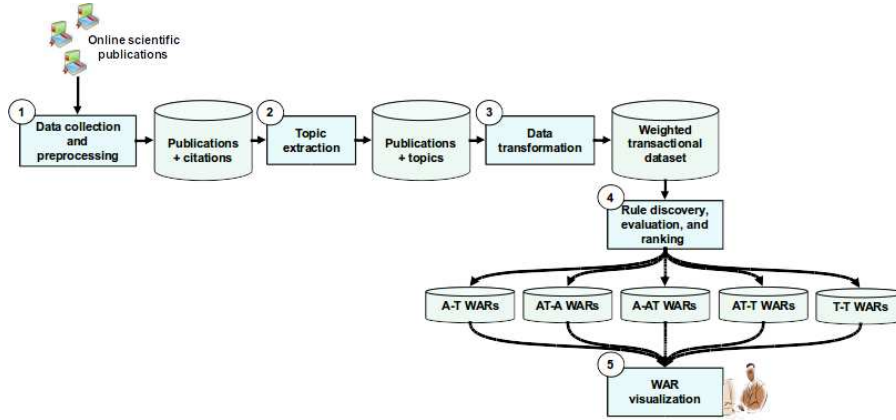 Online scientific
publications
1
Data collection
and
preprocessing
Publications
+ citations
2
Topic
extraction
Publications
+ topics
3
Data
transformation
Weighted
transactional
dataset
4
Rule discovery,
evaluation, and
ranking
A-T WARs
AT-A WARs
A-AT WARs
AT-T WARs
T-T WARs
5
WAR
visualization